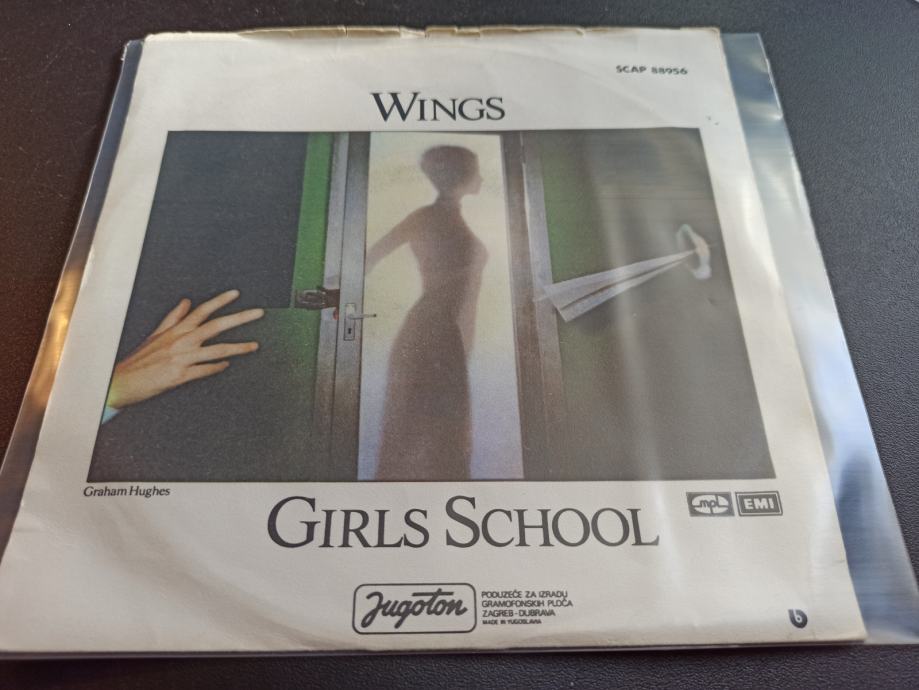 SCAP 88956
WINGS
Graham Hughes
mpl EMI
GIRLS SCHOOL
Jugoton
PODUZEĆE ZA IZRADU
GRAMOFONSKIH PLOČA
ZAGREB - DUBRAVA
MADE IN YUGOSLAVIA
b